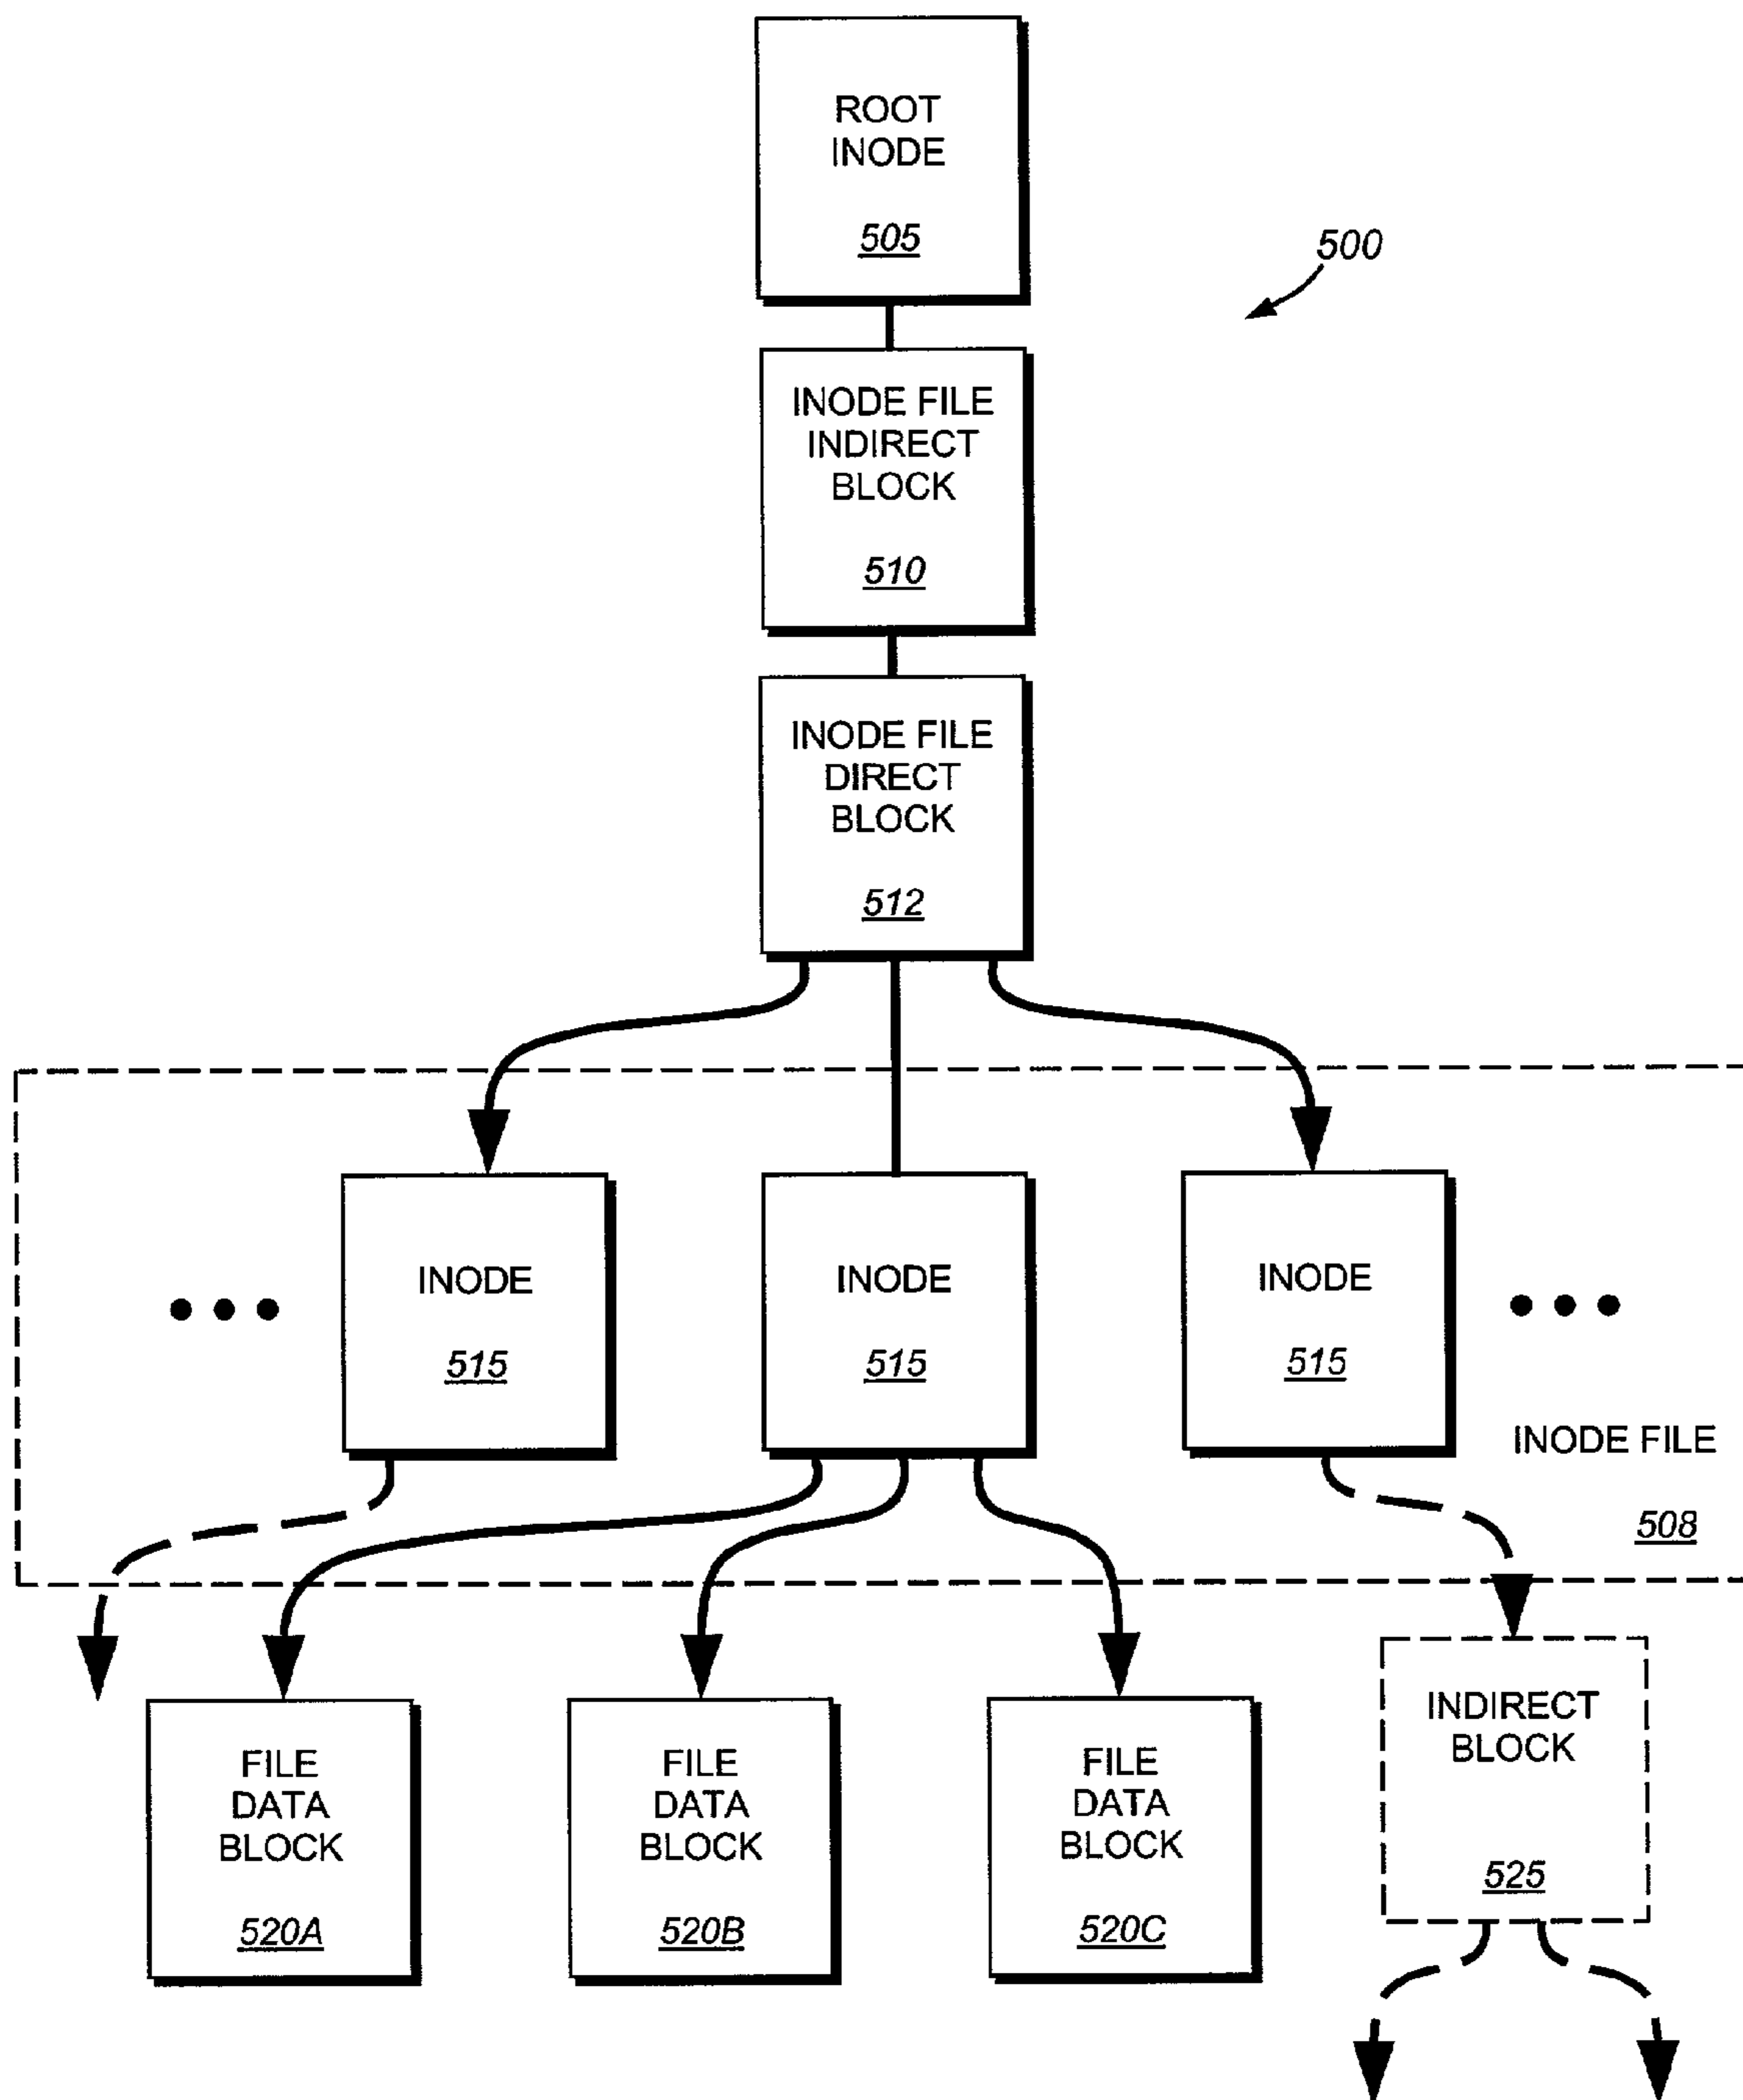 ROOT
INODE
505
500
INODE FILE
INDIRECT
BLOCK
510
INODE FILE
DIRECT
BLOCK
512
INODE
515
INODE
515
INODE
515
INODE FILE
508
FILE
DATA
BLOCK
520A
FILE
DATA
BLOCK
520B
FILE
DATA
BLOCK
520C
INDIRECT
BLOCK
525